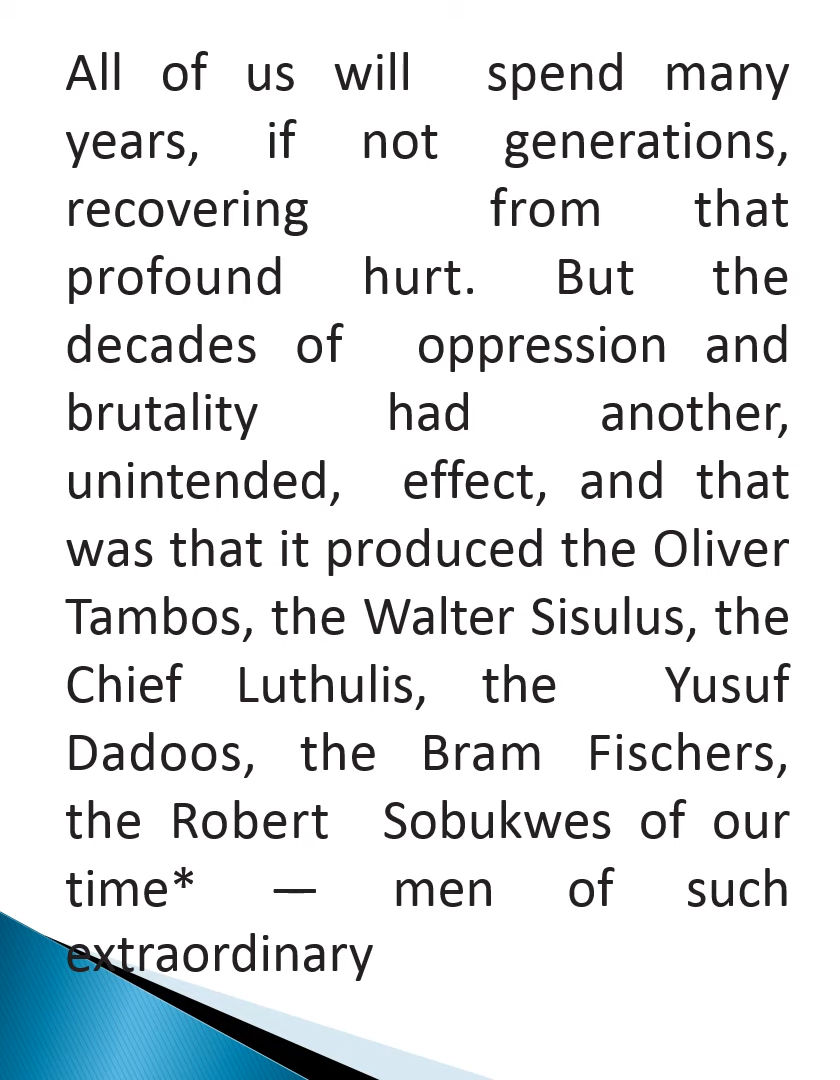 All of us will spend many
years, if not generations,
recovering from that
profound hurt. But the
decades of oppression and
brutality had another,
unintended, effect, and that
was that it produced the Oliver
Tambos, the Walter Sisulus, the
Chief Luthulis, the Yusuf
Dadoos, the Bram Fischers,
the Robert Sobukwes of our
time* — men of such
extraordinary